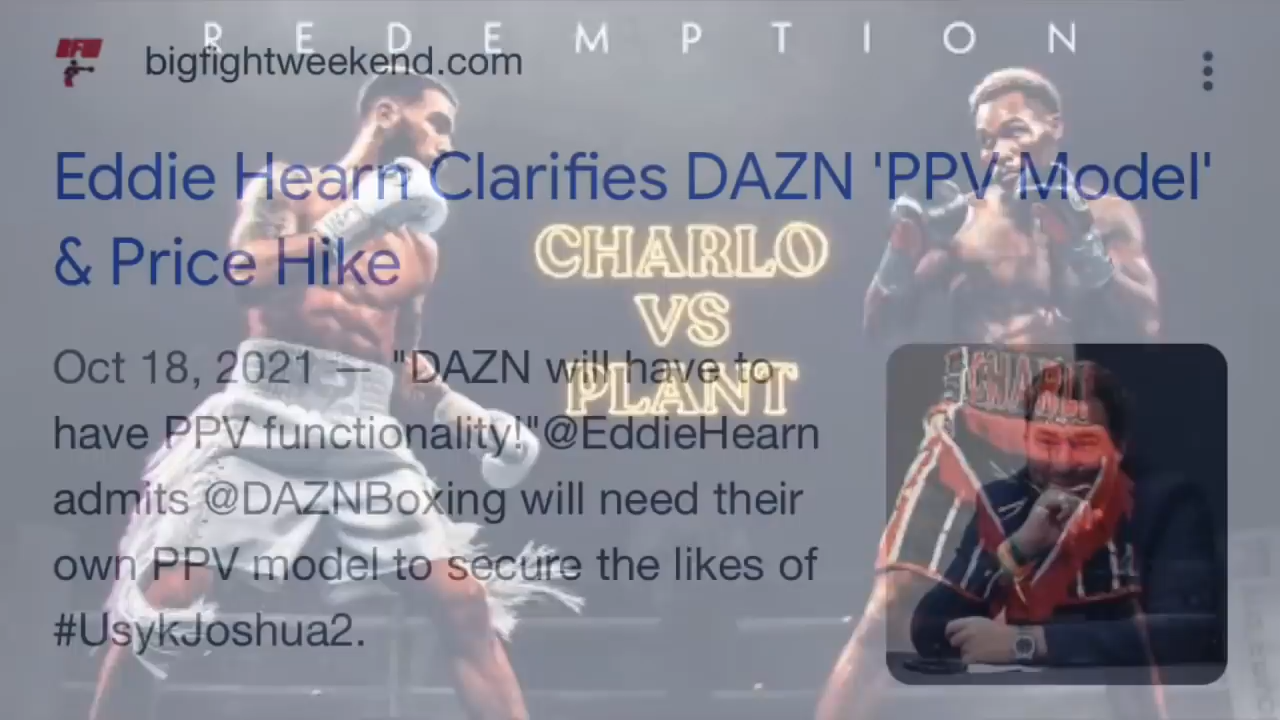 REDEMPTION
bigfightweekend.com
Eddie Hearn Clarifies DAZN 'PPV Model'
& Price Hike
CHARLO
VS
PLANT
Oct 18, 2021 — "DAZN will have to
have PPV functionality!"@EddieHearn
admits @DAZNBoxing will need their
own PPV model to secure the likes of
#UsykJoshua2.
CHARLO